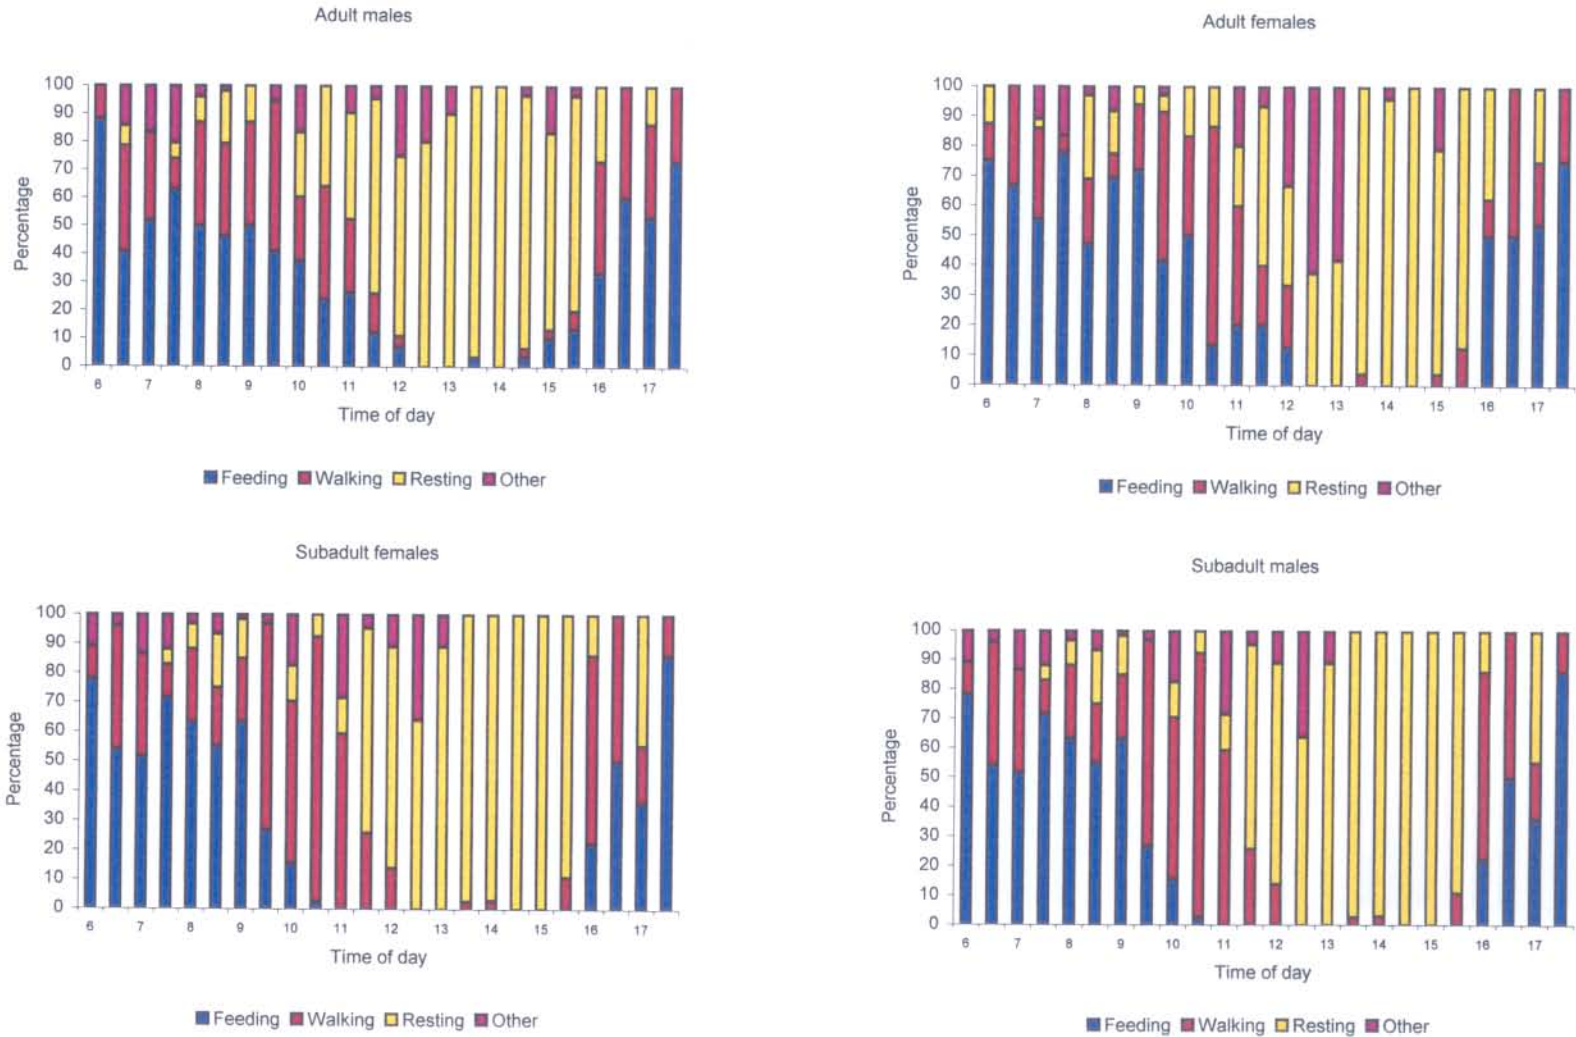 Adult males
100
90
80
70
60
50
40
30
20
10
0
Percentage
6 7 8 9 10 11 12 13 14 15 16 17
Time of day
Feeding Walking Resting Other
Adult females
100
90
80
70
60
50
40
30
20
10
0
Percentage
6 7 8 9 10 11 12 13 14 15 16 17
Time of day
Feeding Walking Resting Other
Subadult females
100
90
80
70
60
50
40
30
20
10
0
Percentage
6 7 8 9 10 11 12 13 14 15 16 17
Time of day
Feeding Walking Resting Other
Subadult males
100
90
80
70
60
50
40
30
20
10
0
Percentage
6 7 8 9 10 11 12 13 14 15 16 17
Time of day
Feeding Walking Resting Other